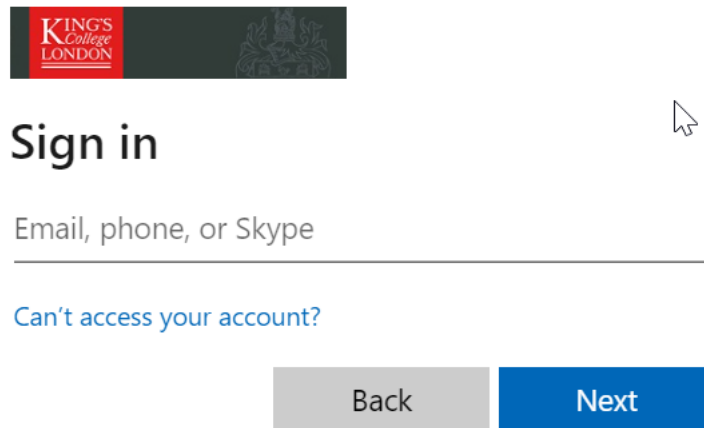 KING'S
College
LONDON
Sign in
Email, phone, or Skype
Can't access your account?
Back Next